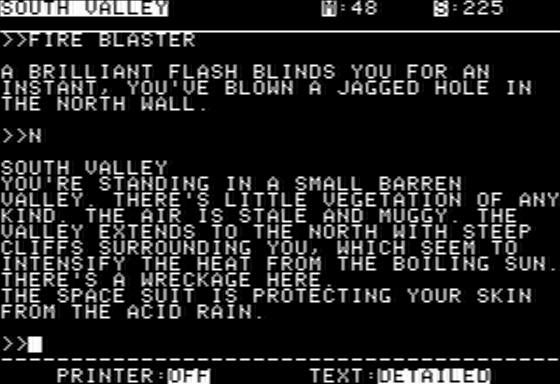 SOUTH VALLEY M:48 S:225
>>FIRE BLASTER
A BRILLIANT FLASH BLINDS YOU FOR AN
INSTANT, YOU'VE BLOWN A JAGGED HOLE IN
THE NORTH WALL.
>>N
SOUTH VALLEY
YOU'RE STANDING IN A SMALL BARREN
VALLEY. THERE'S LITTLE VEGETATION OF ANY
KIND. THE AIR IS STALE AND MUGGY. THE
VALLEY EXTENDS TO THE NORTH WITH STEEP
CLIFFS SURROUNDING YOU, WHICH SEEM TO
INTENSIFY THE HEAT FROM THE BOILING SUN.
THERE'S A WRECKAGE HERE.
THE SPACE SUIT IS PROTECTING YOUR SKIN
FROM THE ACID RAIN.
>>
PRINTER:OFF TEXT:DETAILED